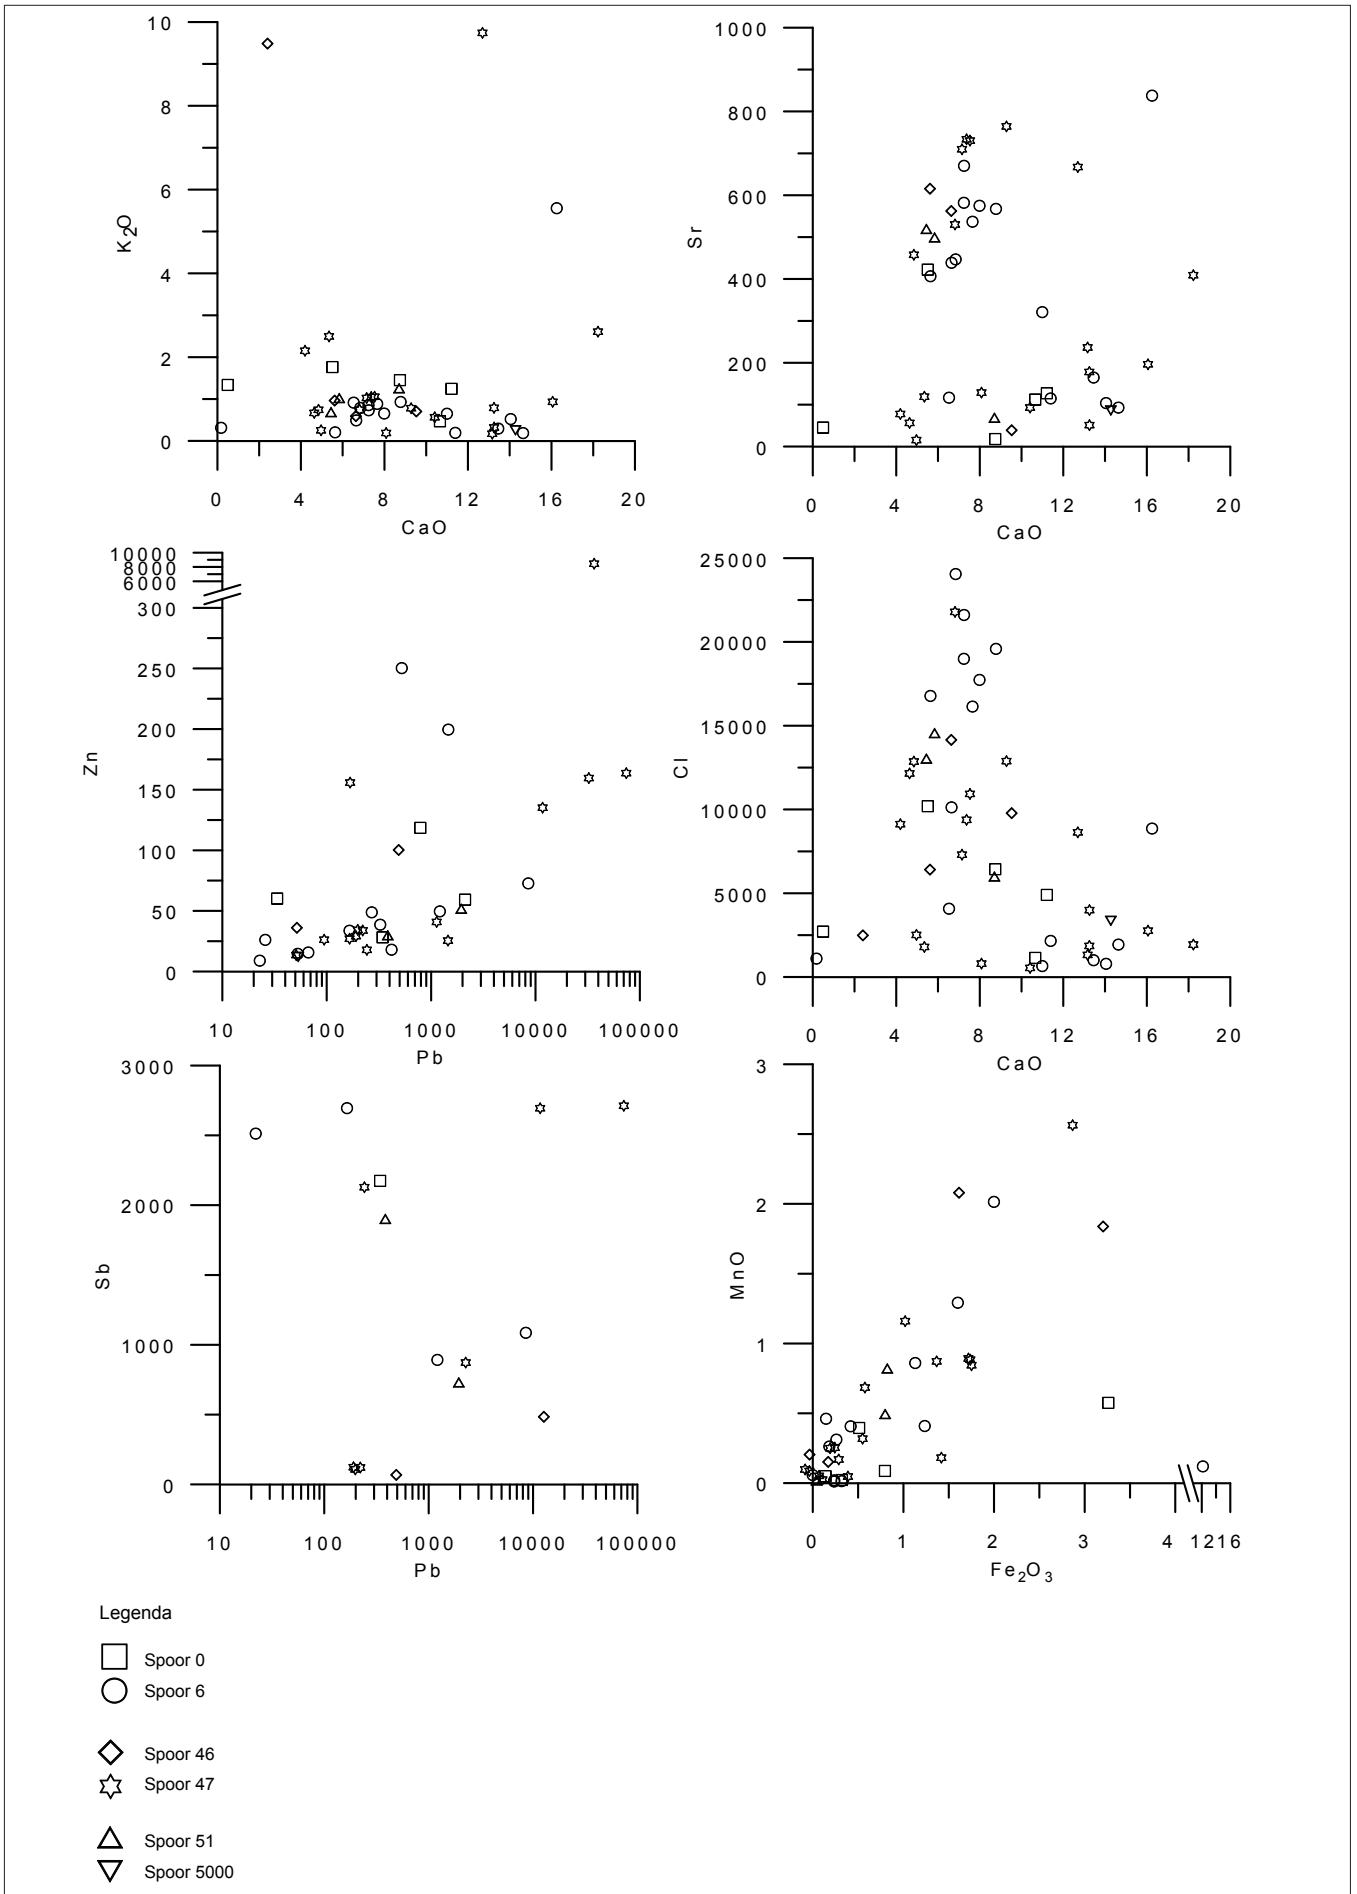 10
8
6
4
2
0
K2O
0 4 8 12 16 20
CaO
1000
800
600
400
200
0
Sr
0 4 8 12 16 20
CaO
10000
8000
6000
300
250
200
150
100
50
0
Zn
10 100 1000 10000 100000
Pb
25000
20000
15000
10000
5000
0
Cl
0 4 8 12 16 20
CaO
3000
2000
1000
0
Sb
10 100 1000 10000 100000
Pb
3
2
1
0
MnO
0 1 2 3 4 12 16
Fe2O3
Legenda
Spoor 0
Spoor 6
Spoor 46
Spoor 47
Spoor 51
Spoor 5000